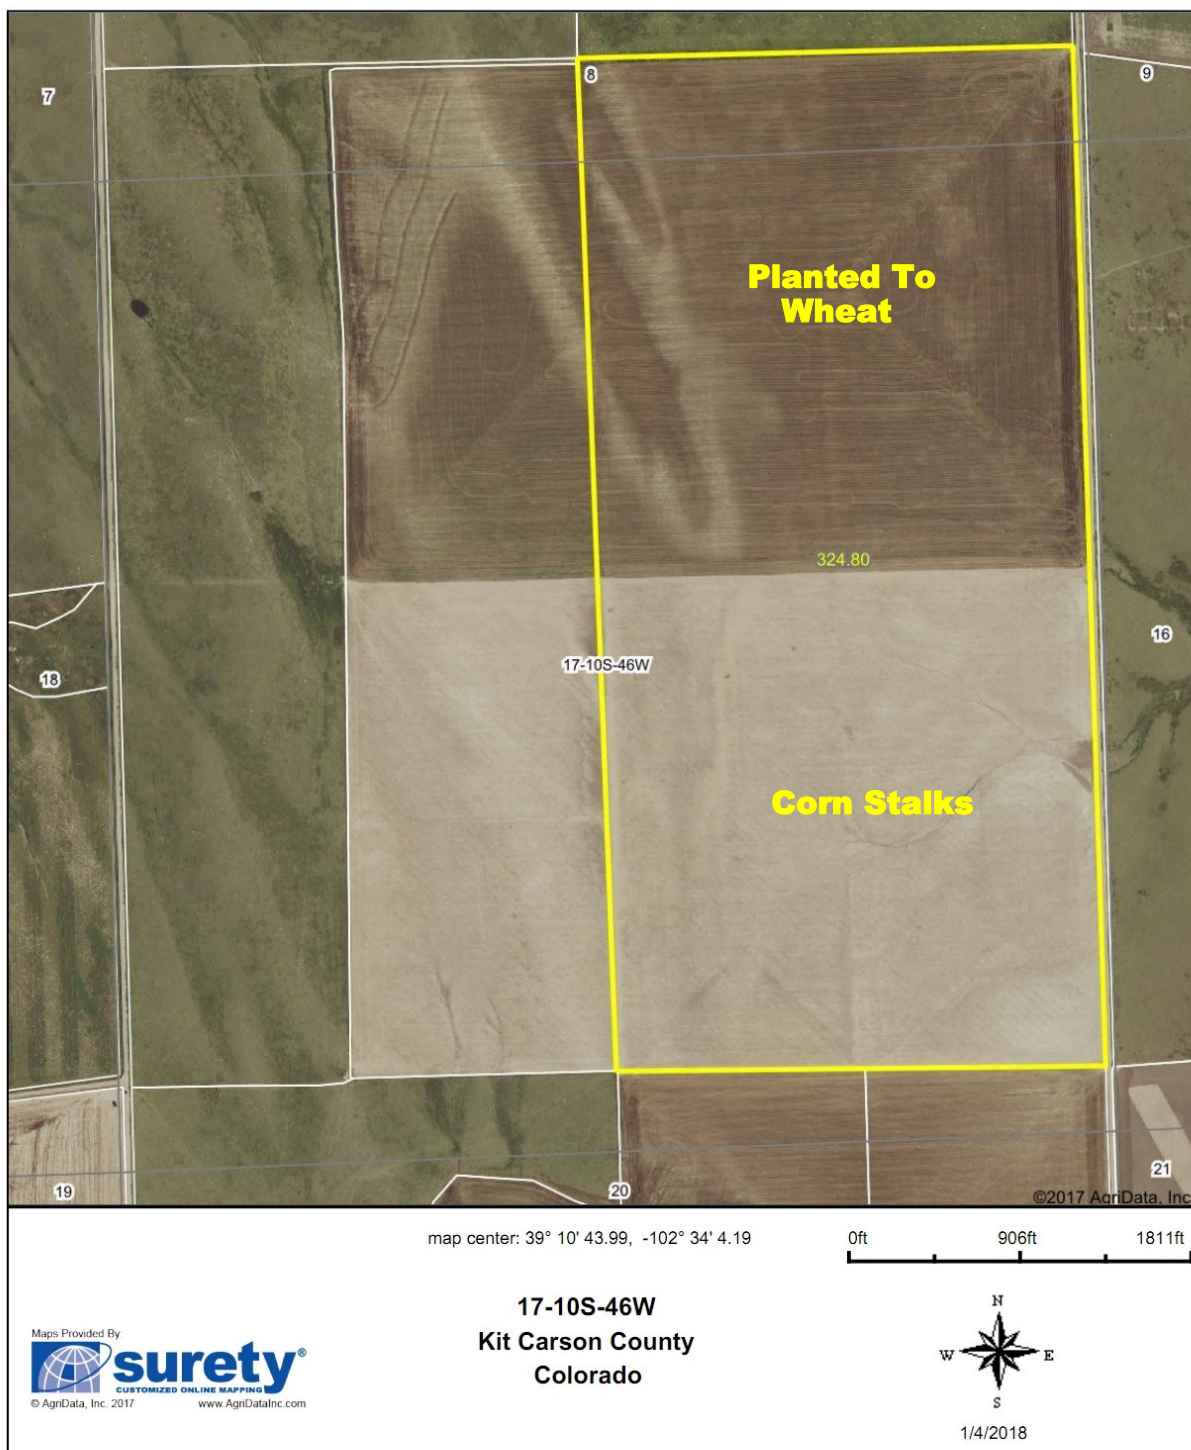 8
9
7
Planted To
Wheat
324.80
16
17-10S-46W
18
Corn Stalks
21
19
20
©2017 AgriData, Inc
map center: 39° 10' 43.99, -102° 34' 4.19
0ft 906ft 1811ft
17-10S-46W
Kit Carson County
Colorado
Maps Provided By:
surety®
CUSTOMIZED ONLINE MAPPING
© AgriData, Inc. 2017 www.AgriDataInc.com
N
W E
S
1/4/2018